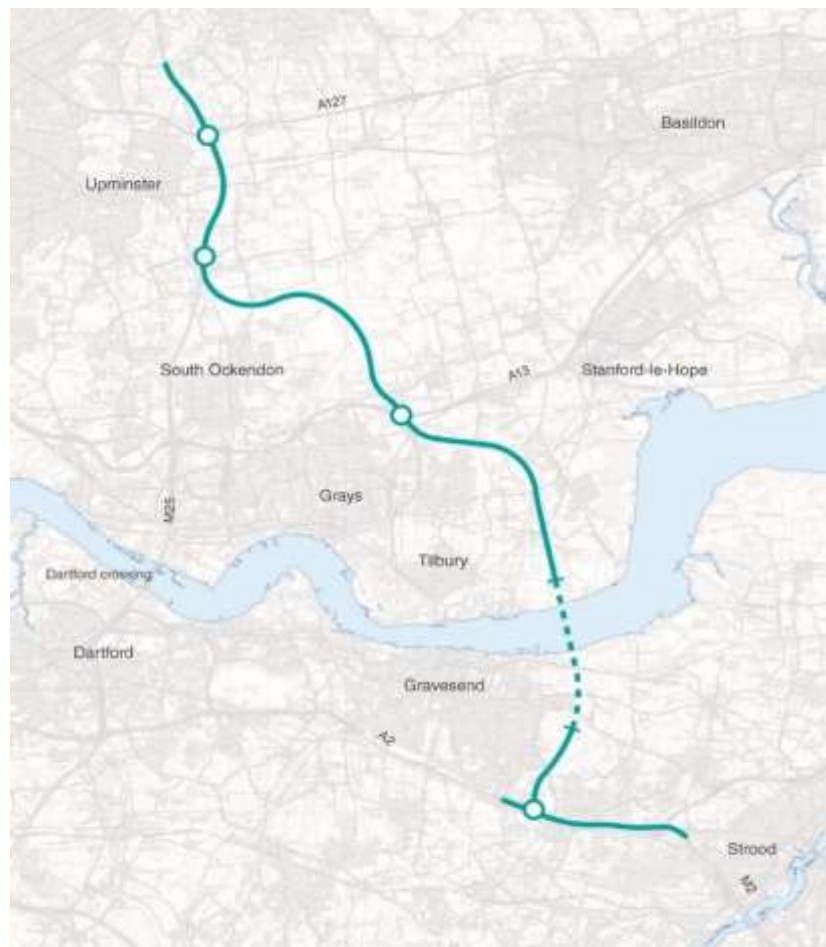 A127
Basildon
Upminster
South Ockendon
A13
Stanford-le-Hope
Grays
M25
Tilbury
Dartford crossing
Dartford
Gravesend
A2
Strood
M2